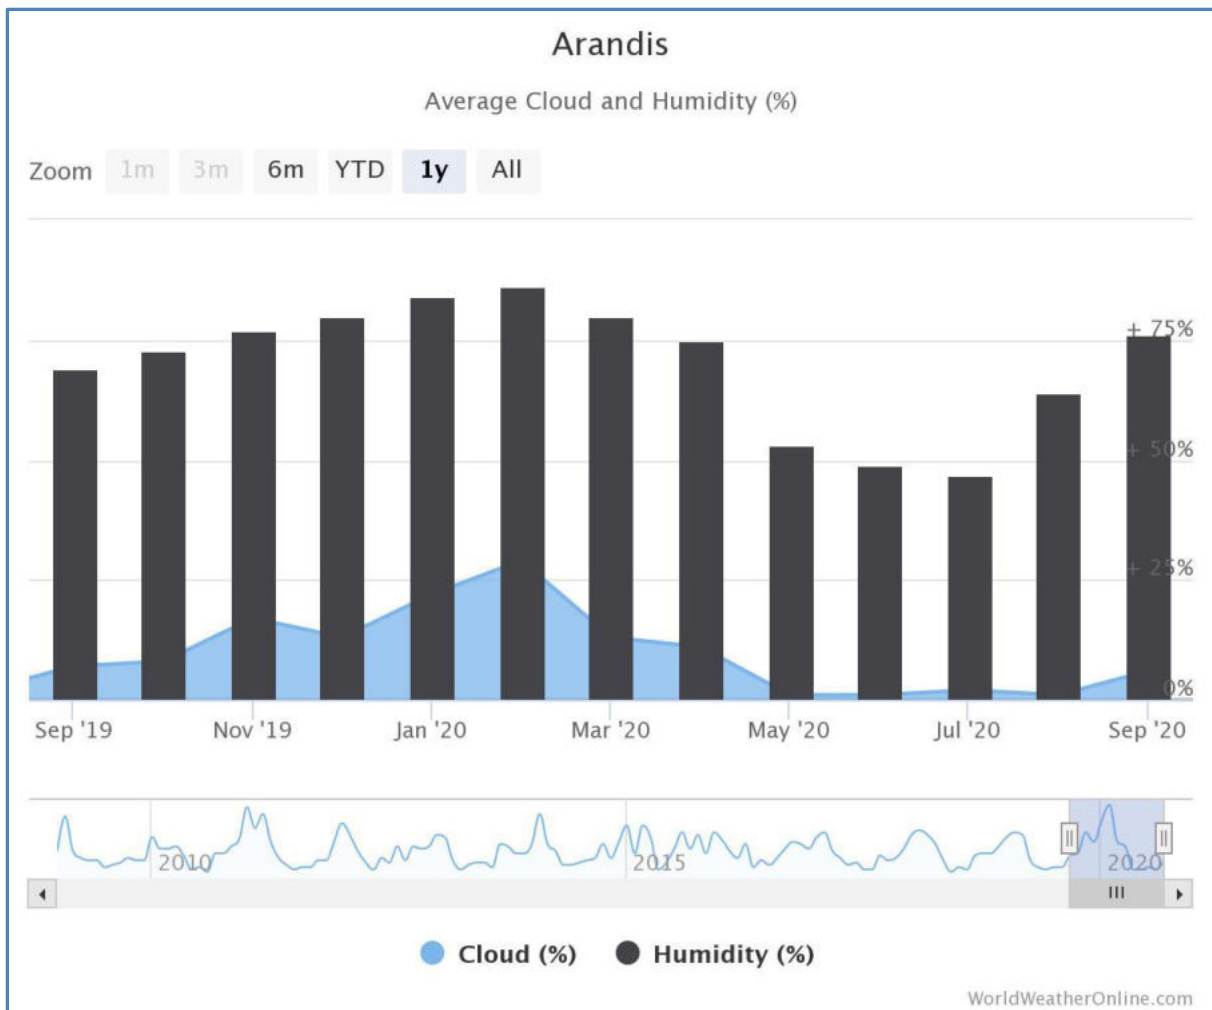 Arandis
Average Cloud and Humidity (%)
Zoom 1m 3m 6m YTD 1y All
+ 75%
+ 50%
+ 25%
0%
Sep '19 Nov '19 Jan '20 Mar '20 May '20 Jul '20 Sep '20
2010 2015 2020
Cloud (%) Humidity (%)
WorldWeatherOnline.com